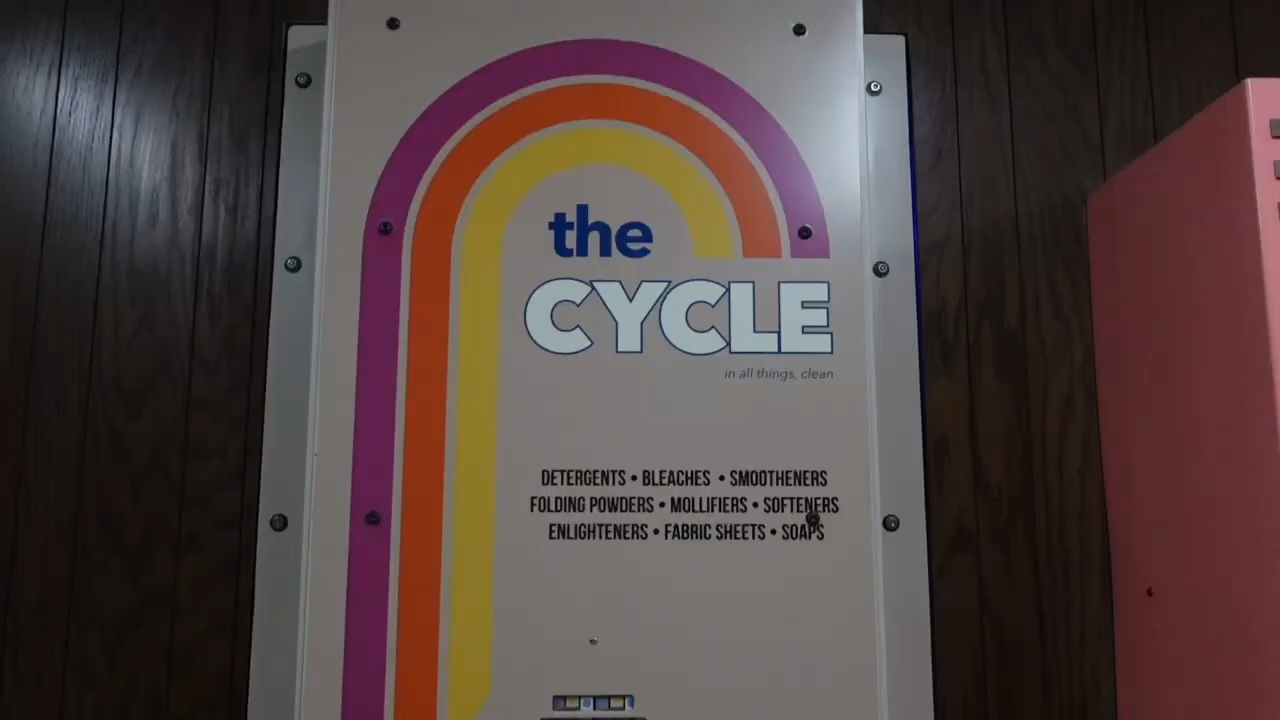 the
CYCLE
in all things, clean
DETERGENTS • BLEACHES • SMOOTHENERS
FOLDING POWDERS • MOLLIFIERS • SOFTENERS
ENLIGHTENERS • FABRIC SHEETS • SOAPS